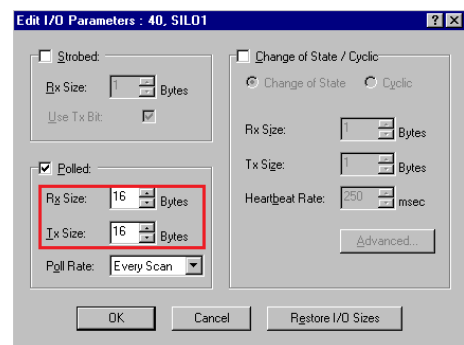 Edit I/O Parameters : 40, SILO1
Strobed:
Rx Size: 1 Bytes
Use Tx Bit:
Polled:
Rx Size: 16 Bytes
Tx Size: 16 Bytes
Poll Rate: Every Scan
Change of State / Cyclic
Change of State Cyclic
Rx Size: 1 Bytes
Tx Size: 1 Bytes
Heartbeat Rate: 250 msec
Advanced...
OK Cancel Restore I/O Sizes